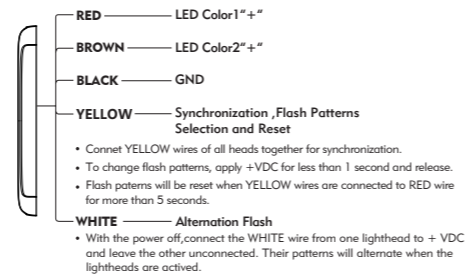 RED LED Color1"+"
BROWN LED Color2"+"
BLACK GND
YELLOW Synchronization ,Flash Patterns
Selection and Reset
• Connet YELLOW wires of all heads together for synchronization.
• To change flash patterns, apply +VDC for less than 1 second and release.
• Flash paterns will be reset when YELLOW wires are connected to RED wire
for more than 5 seconds.
WHITE Alternation Flash
• With the power off,connect the WHITE wire from one lighthead to + VDC
and leave the other unconnected. Their patterns will alternate when the
lightheads are actived.